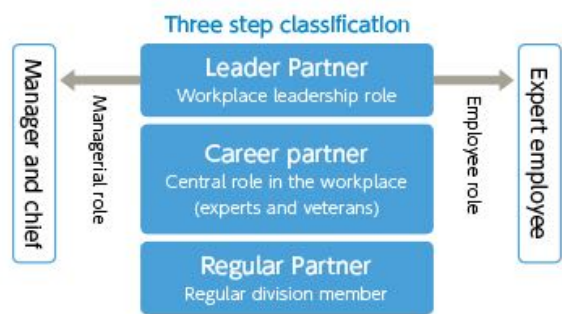 Three step classification
Manager and chief
Managerial role
Leader Partner
Workplace leadership role
Career partner
Central role in the workplace
(experts and veterans)
Regular Partner
Regular division member
Employee role
Expert employee